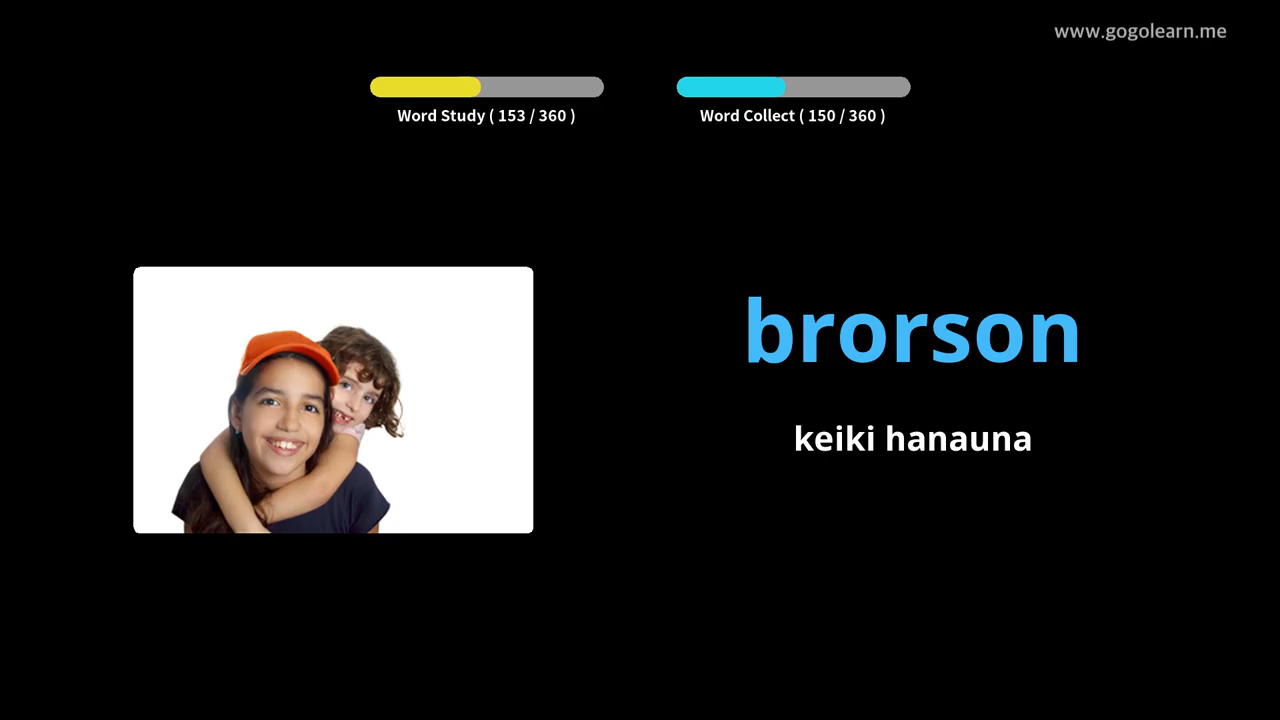 www.gogolearn.me
Word Study ( 153 / 360 )
Word Collect ( 150 / 360 )
brorson
keiki hanauna